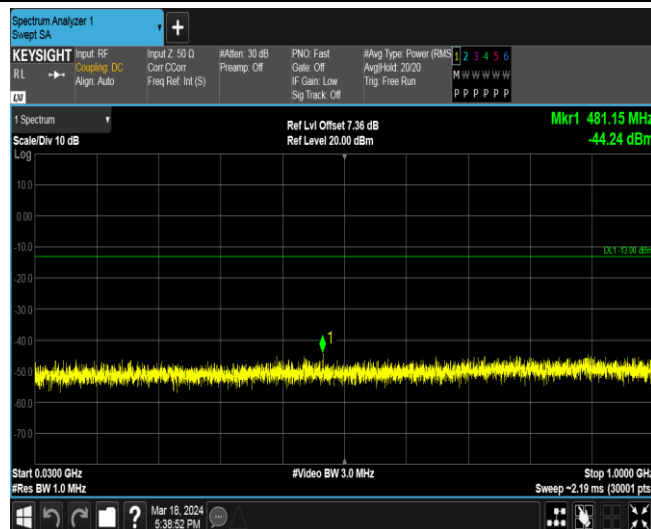 Spectrum Analyzer 1
Swept SA
+
KEYSIGHT
RL
LXI
Input: RF
Coupling: DC
Align: Auto
Input Z: 50 Ω
Corr CCorr
Freq Ref: Int (S)
#Atten: 30 dB
Preamp: Off
PNO: Fast
Gate: Off
IF Gain: Low
Sig Track: Off
#Avg Type: Power (RMS
Avg|Hold: 20/20
Trig: Free Run
1 2 3 4 5 6
M W W W W W
P P P P P P
1 Spectrum
Scale/Div 10 dB
Log
Ref Lvl Offset 7.36 dB
Ref Level 20.00 dBm
Mkr1 481.15 MHz
-44.24 dBm
10.0
0.00
-10.0
DL1 -13.00 dBm
-20.0
-30.0
1
-40.0
-50.0
-60.0
-70.0
Start 0.0300 GHz
#Res BW 1.0 MHz
#Video BW 3.0 MHz
Stop 1.0000 GHz
Sweep ~2.19 ms (30001 pts)
?
Mar 18, 2024
5:38:52 PM